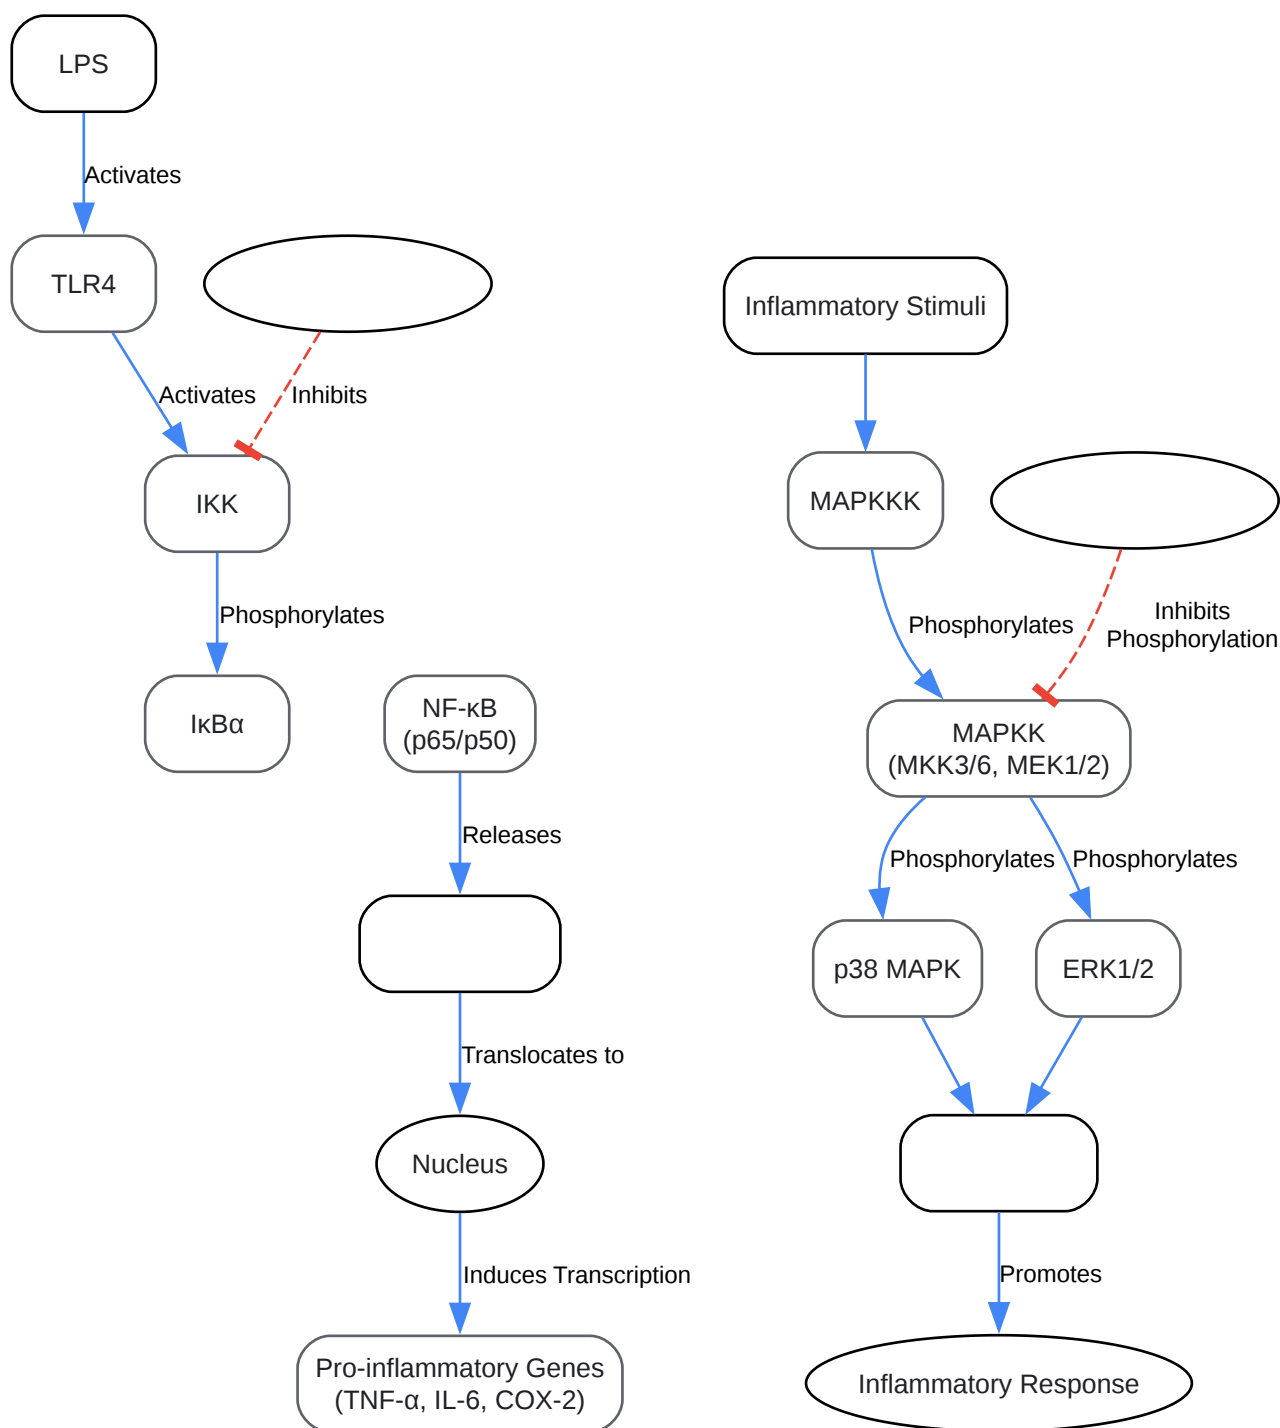 LPS
Activates
TLR4
Inflammatory Stimuli
Activates
Inhibits
IKK
MAPKKK
Phosphorylates
Phosphorylates
Inhibits
Phosphorylation
IκBα
NF-κB
(p65/p50)
MAPKK
(MKK3/6, MEK1/2)
Releases
Phosphorylates
Phosphorylates
p38 MAPK
ERK1/2
Translocates to
Nucleus
Induces Transcription
Promotes
Pro-inflammatory Genes
(TNF-α, IL-6, COX-2)
Inflammatory Response